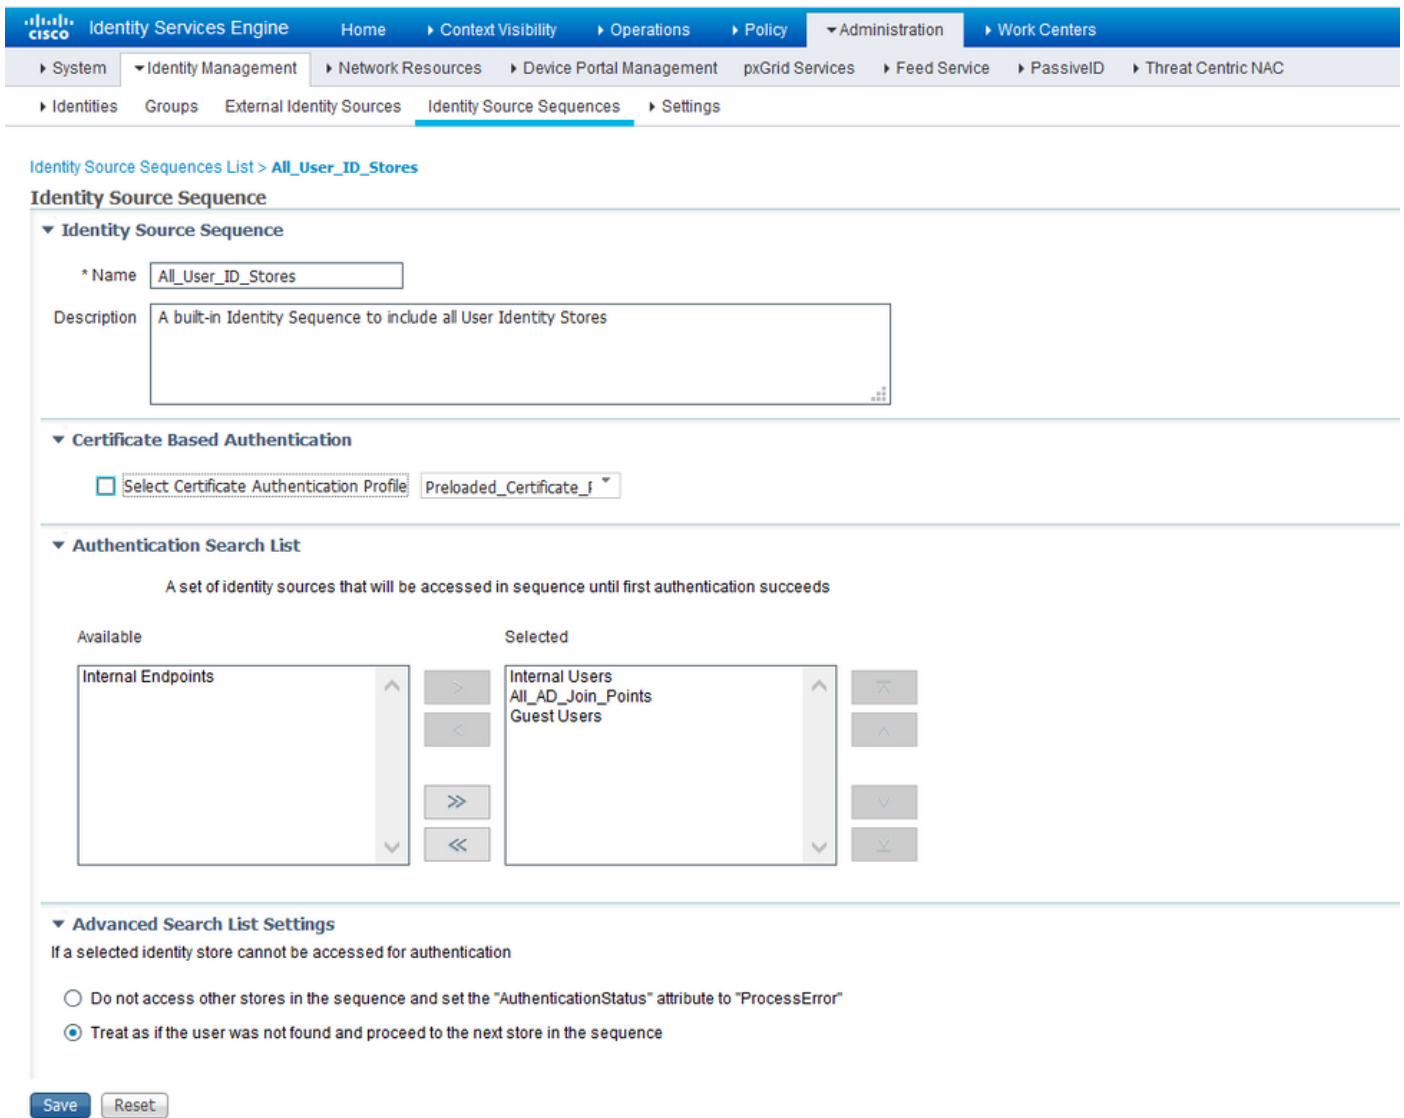 CISCO Identity Services Engine Home Context Visibility Operations Policy Administration Work Centers
System Identity Management Network Resources Device Portal Management pxGrid Services Feed Service PassiveID Threat Centric NAC
Identities Groups External Identity Sources Identity Source Sequences Settings
Identity Source Sequences List > All_User_ID_Stores
Identity Source Sequence
Identity Source Sequence
* Name All_User_ID_Stores
Description A built-in Identity Sequence to include all User Identity Stores
Certificate Based Authentication
Select Certificate Authentication Profile Preloaded_Certificate_
Authentication Search List
A set of identity sources that will be accessed in sequence until first authentication succeeds
Available Selected
Internal Endpoints
Internal Users
All_AD_Join_Points
Guest Users
Advanced Search List Settings
If a selected identity store cannot be accessed for authentication
Do not access other stores in the sequence and set the "AuthenticationStatus" attribute to "ProcessError"
Treat as if the user was not found and proceed to the next store in the sequence
Save Reset